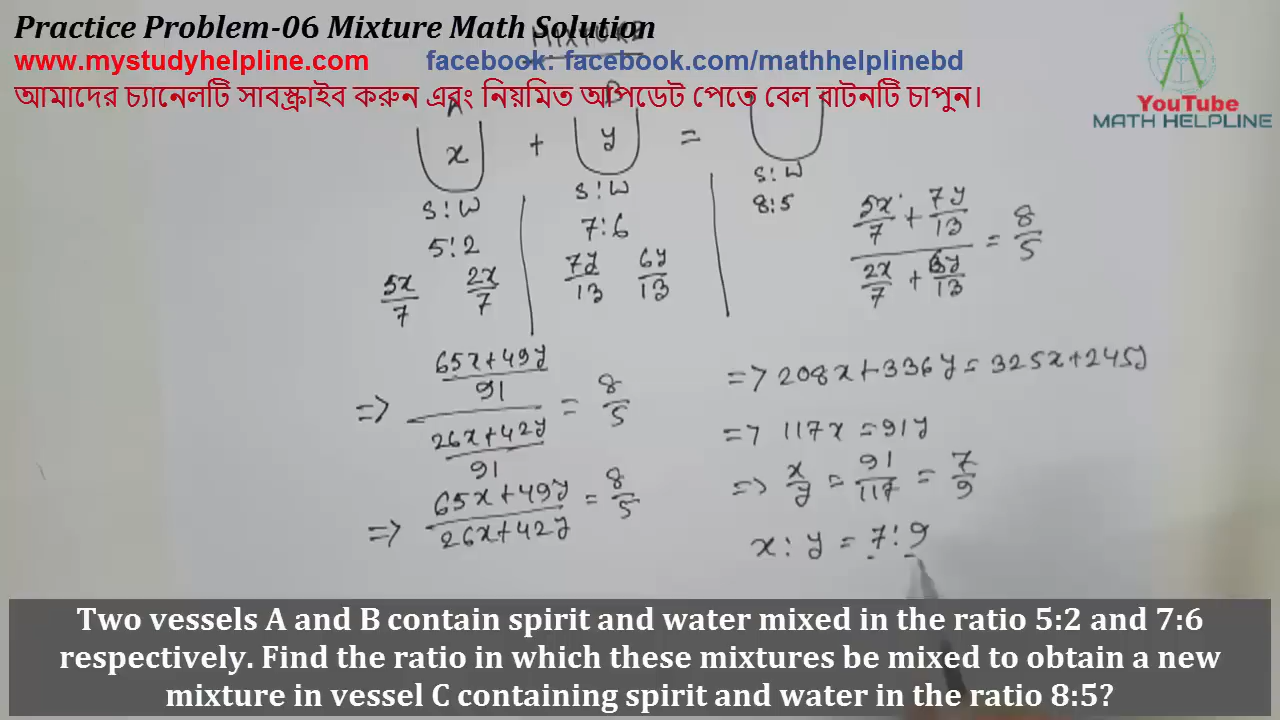 Practice Problem-06 Mixture Math Solution
MIXTURE
www.mystudyhelpline.com facebook: facebook.com/mathhelplinebd
আমাদের চ্যানেলটি সাবস্ক্রাইব করুন এবং নিয়মিত আপডেট পেতে বেল বাটনটি চাপুন।
YouTube
MATH HELPLINE
A B
x + y =
S:W S:W S:W
5:2 7:6 8:5
5x/7 2x/7 7y/13 6y/13
(5x/7 + 7y/13)/(2x/7 + 6y/13) = 8/5
=> ((65x+49y)/91)/((26x+42y)/91) = 8/5
=> (65x+49y)/(26x+42y) = 8/5
=> 208x+336y = 325x+245y
=> 117x = 91y
=> x/y = 91/117 = 7/9
x : y = 7:9
Two vessels A and B contain spirit and water mixed in the ratio 5:2 and 7:6
respectively. Find the ratio in which these mixtures be mixed to obtain a new
mixture in vessel C containing spirit and water in the ratio 8:5?